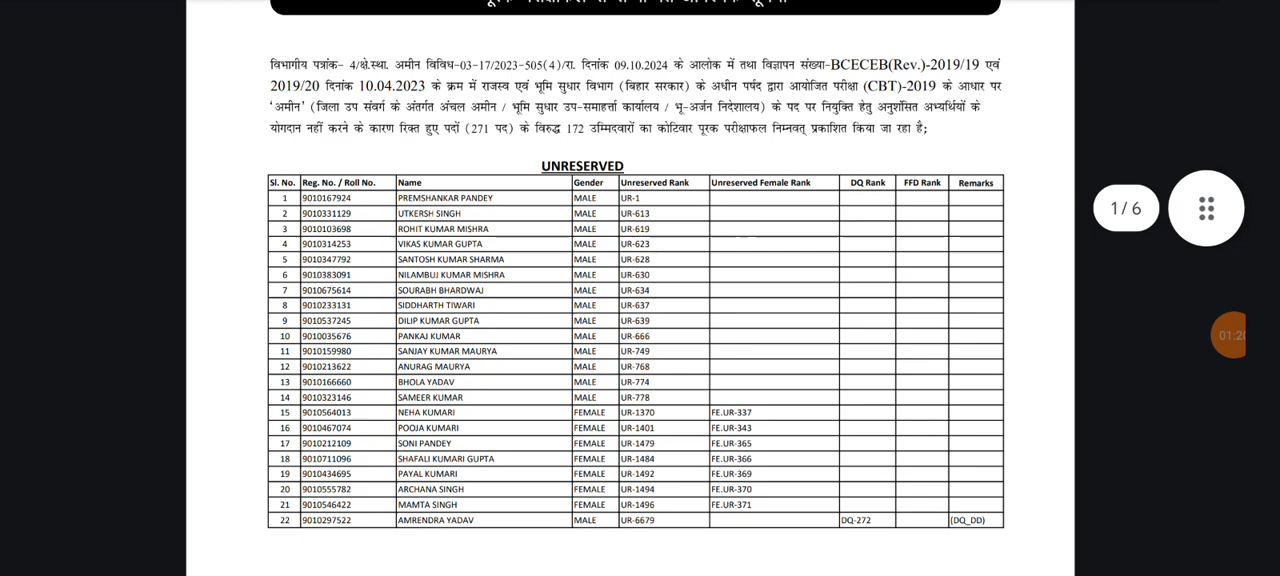 विभागीय पत्रांक- 4/क्षे.स्था. अमीन विविध-03-17/2023-505(4)/रा. दिनांक 09.10.2024 के आलोक में तथा विज्ञापन संख्या-BCECEB(Rev.)-2019/19 एवं
2019/20 दिनांक 10.04.2023 के क्रम में राजस्व एवं भूमि सुधार विभाग (बिहार सरकार) के अधीन पर्षद द्वारा आयोजित परीक्षा (CBT)-2019 के आधार पर
'अमीन' (जिला उप संवर्ग के अंतर्गत अंचल अमीन / भूमि सुधार उप-समाहर्त्ता कार्यालय / भू-अर्जन निदेशालय) के पद पर नियुक्ति हेतु अनुशंसित अभ्यर्थियों के
योगदान नहीं करने के कारण रिक्त हुए पदों (271 पद) के विरुद्ध 172 उम्मिदवारों का कोटिवार पूरक परीक्षाफल निम्नवत् प्रकाशित किया जा रहा है;
UNRESERVED
Sl. No. Reg. No. / Roll No. Name Gender Unreserved Rank Unreserved Female Rank DQ Rank FFD Rank Remarks
1 9010167924 PREMSHANKAR PANDEY MALE UR-1
2 9010331129 UTKERSH SINGH MALE UR-613
3 9010103698 ROHIT KUMAR MISHRA MALE UR-619
4 9010314253 VIKAS KUMAR GUPTA MALE UR-623
5 9010347792 SANTOSH KUMAR SHARMA MALE UR-628
6 9010383091 NILAMBUJ KUMAR MISHRA MALE UR-630
7 9010675614 SOURABH BHARDWAJ MALE UR-634
8 9010233131 SIDDHARTH TIWARI MALE UR-637
9 9010537245 DILIP KUMAR GUPTA MALE UR-639
10 9010035676 PANKAJ KUMAR MALE UR-666
11 9010159980 SANJAY KUMAR MAURYA MALE UR-749
12 9010213622 ANURAG MAURYA MALE UR-768
13 9010166660 BHOLA YADAV MALE UR-774
14 9010323146 SAMEER KUMAR MALE UR-778
15 9010564013 NEHA KUMARI FEMALE UR-1370 FE.UR-337
16 9010467074 POOJA KUMARI FEMALE UR-1401 FE.UR-343
17 9010212109 SONI PANDEY FEMALE UR-1479 FE.UR-365
18 9010711096 SHAFALI KUMARI GUPTA FEMALE UR-1484 FE.UR-366
19 9010434695 PAYAL KUMARI FEMALE UR-1492 FE.UR-369
20 9010555782 ARCHANA SINGH FEMALE UR-1494 FE.UR-370
21 9010546422 MAMTA SINGH FEMALE UR-1496 FE.UR-371
22 9010297522 AMRENDRA YADAV MALE UR-6679 DQ-272 (DQ_DD)
1 / 6